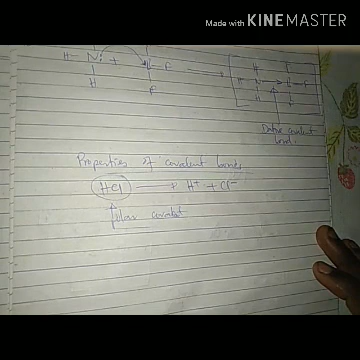 Made with KINEMASTER
H- N: + B - F
H F
Dative covalent
bond.
Properties of covalent bonds
HCl → H⁺ + Cl⁻
Polar covalent